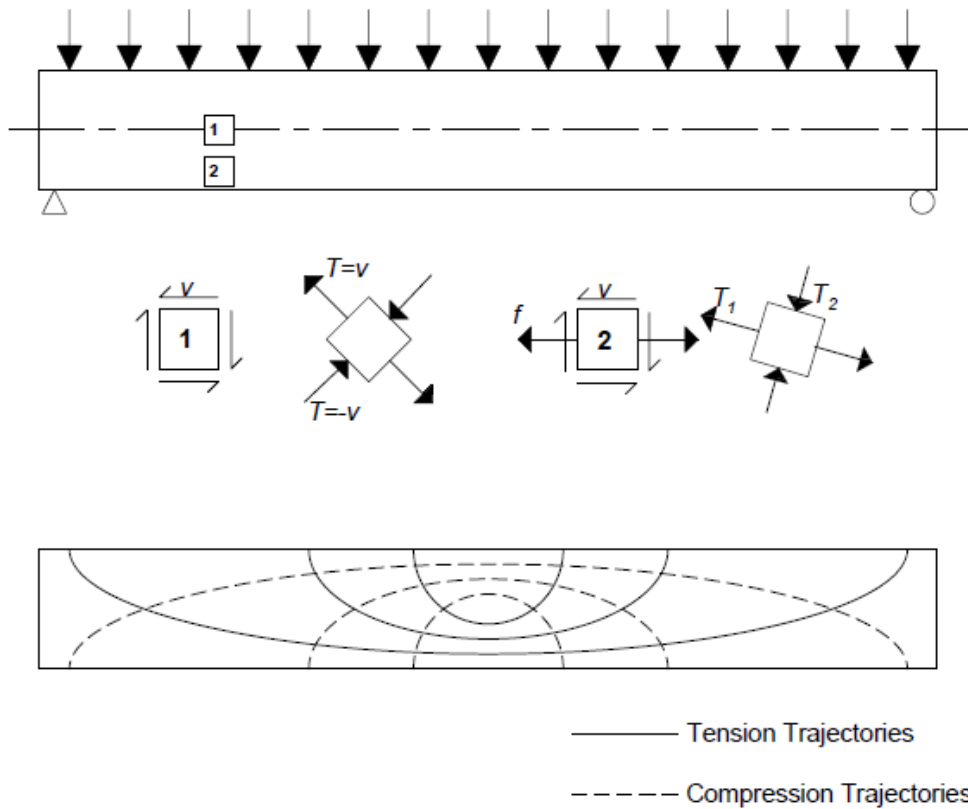 1
2
v
1
T=v
T=-v
f
v
2
T1
T2
Tension Trajectories
Compression Trajectories